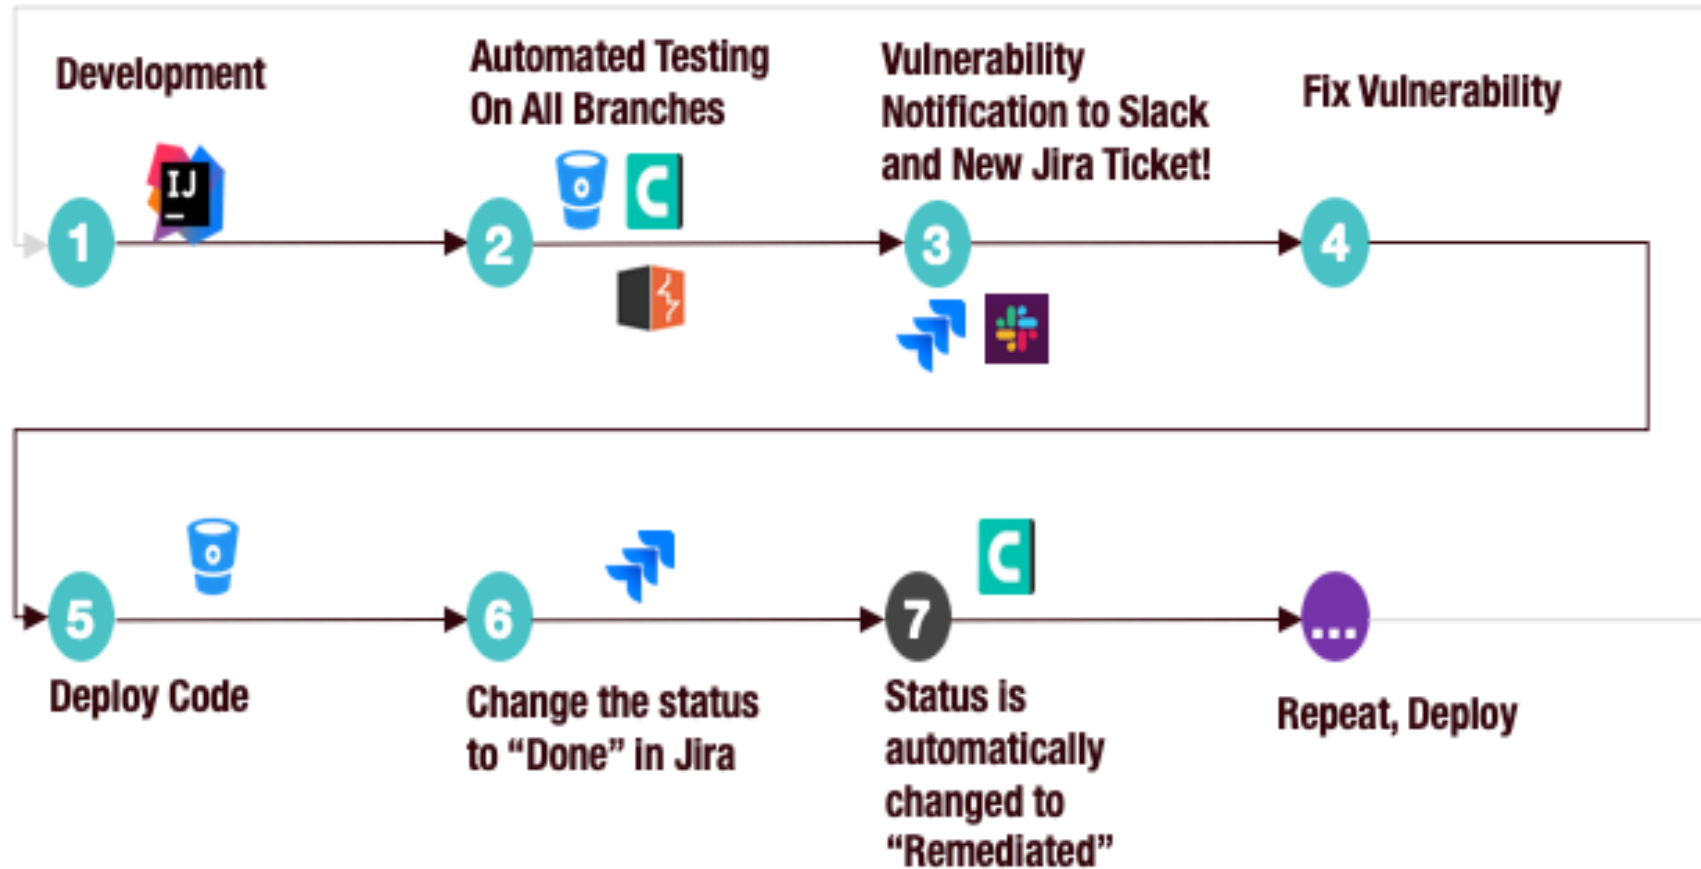 Development
Automated Testing
On All Branches
Vulnerability
Notification to Slack
and New Jira Ticket!
Fix Vulnerability
IJ
C
1
2
3
4
C
5
6
7
...
Deploy Code
Change the status
to “Done” in Jira
Status is
automatically
changed to
“Remediated”
Repeat, Deploy